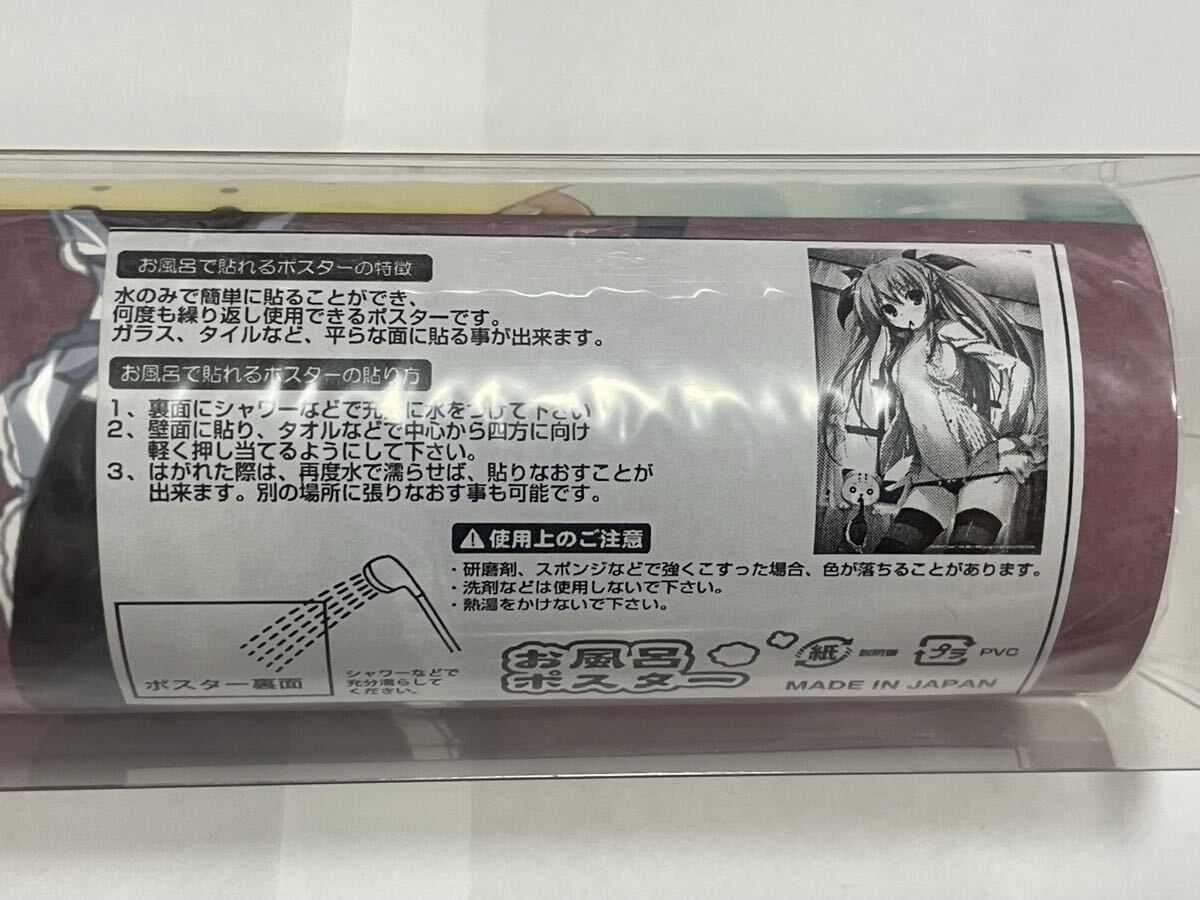 お風呂で貼れるポスターの特徴
水のみで簡単に貼ることができ、
何度も繰り返し使用できるポスターです。
ガラス、タイルなど、平らな面に貼る事が出来ます。
お風呂で貼れるポスターの貼り方
1、裏面にシャワーなどで充分に水をつけて下さい
2、壁面に貼り、タオルなどで中心から四方に向け
軽く押し当てるようにして下さい。
3、はがれた際は、再度水で濡らせば、貼りなおすことが
出来ます。別の場所に張りなおす事も可能です。
使用上のご注意
・研磨剤、スポンジなどで強くこすった場合、色が落ちることがあります。
・洗剤などは使用しないで下さい。
・熱湯をかけないで下さい。
ポスター裏面
シャワーなどで
充分濡らして
ください。
お風呂
ポスター
紙 説明書
プラ PVC
MADE IN JAPAN